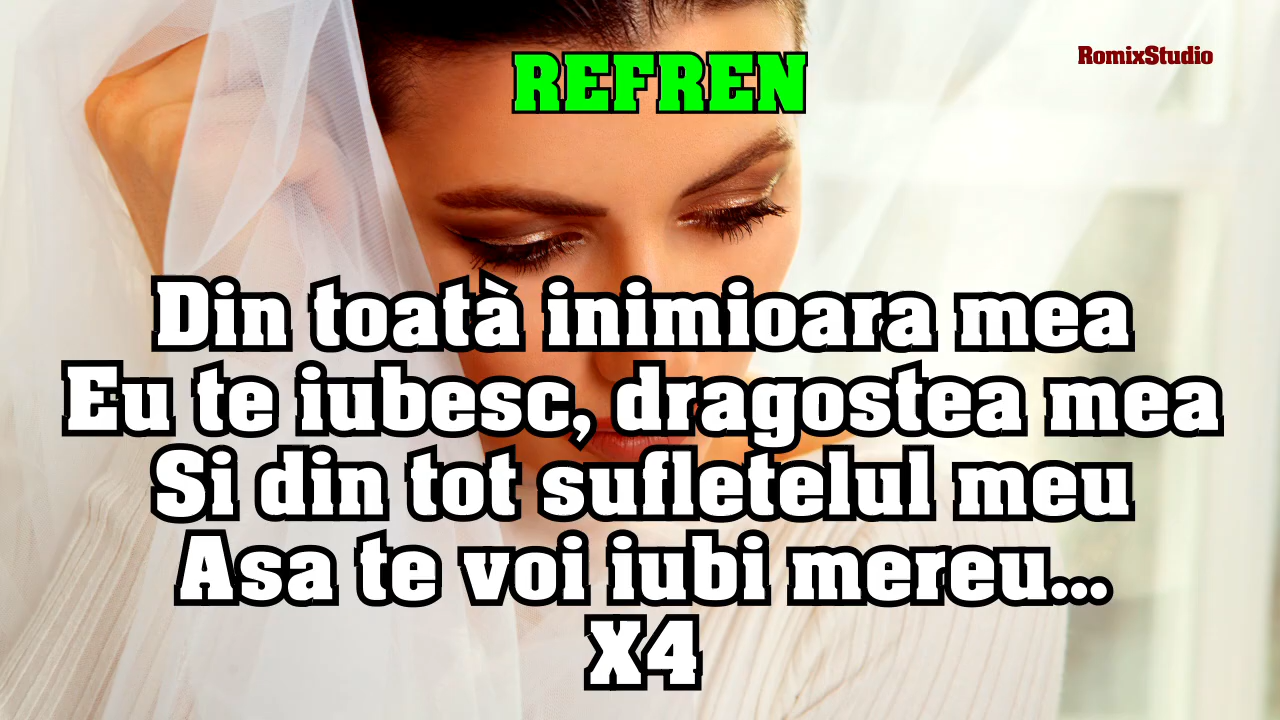 REFREN
RomixStudio
Din toatà inimioara mea
Eu te iubesc, dragostea mea
Si din tot sufletelul meu
Asa te voi iubi mereu...
X4